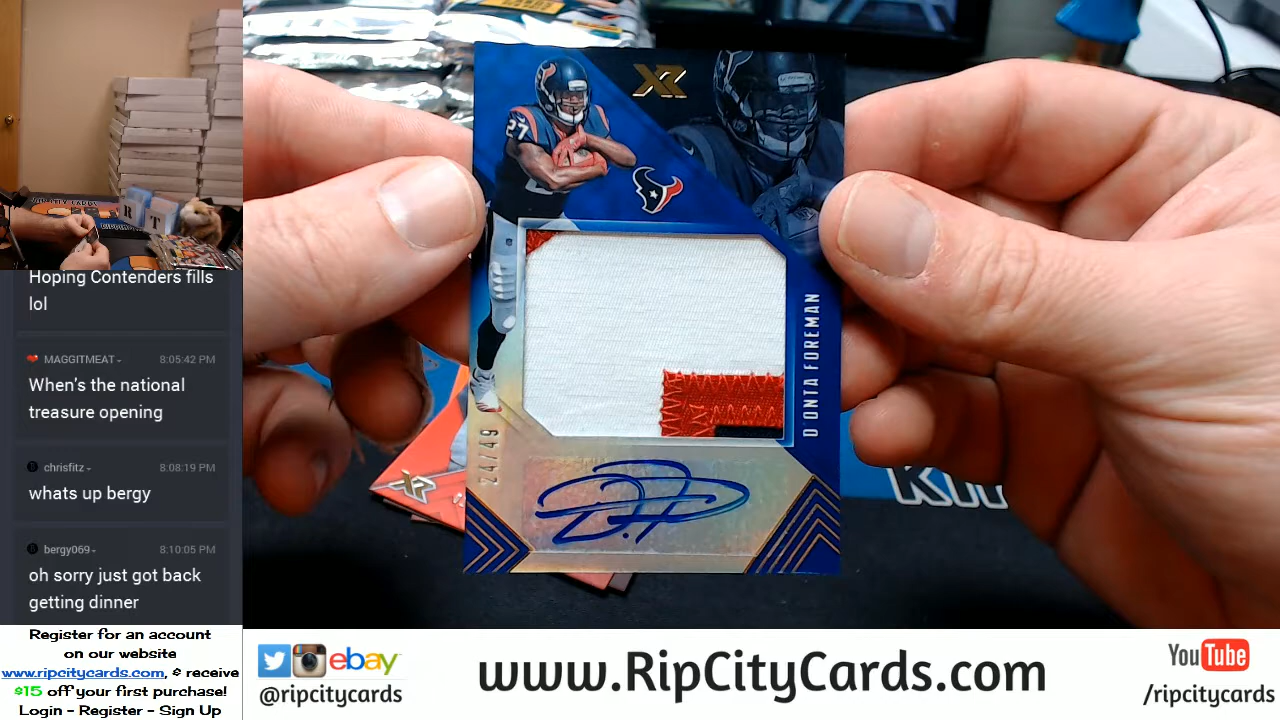 Hoping Contenders fills
lol
MAGGITMEAT-
8:05:42 PM
When's the national
treasure opening
chrisfitz-
8:08:19 PM
whats up bergy
bergy069-
8:10:05 PM
oh sorry just got back
getting dinner
Register for an account
on our website
www.ripcitycards.com, & receive
$15 off your first purchase!
Login - Register - Sign Up
R T
XR
27
D'ONTA FOREMAN
24/49
XR
ebay
@ripcitycards
www.RipCityCards.com
YouTube
/ripcitycards